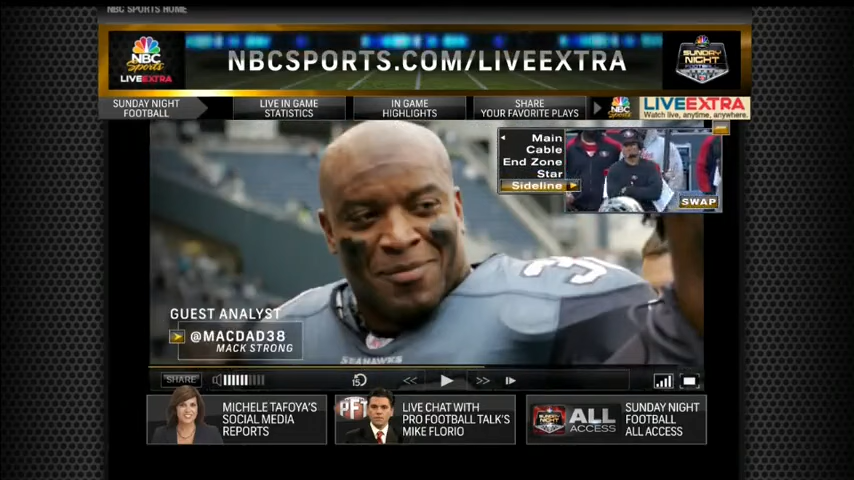 NBC SPORTS HOME
NBC
Sports
LIVEEXTRA
NBCSPORTS.COM/LIVEEXTRA
SUNDAY
NIGHT
FOOTBALL
SUNDAY NIGHT
FOOTBALL
LIVE IN GAME
STATISTICS
IN GAME
HIGHLIGHTS
SHARE
YOUR FAVORITE PLAYS
NBC
Sports
LIVEEXTRA
Watch live, anytime, anywhere.
Main
Cable
End Zone
Star
Sideline
SWAP
GUEST ANALYST
@MACDAD38
MACK STRONG
SEAHAWKS
SHARE
15
MICHELE TAFOYA'S
SOCIAL MEDIA
REPORTS
PFT
LIVE CHAT WITH
PRO FOOTBALL TALK'S
MIKE FLORIO
ALL
ACCESS
SUNDAY NIGHT
FOOTBALL
ALL ACCESS